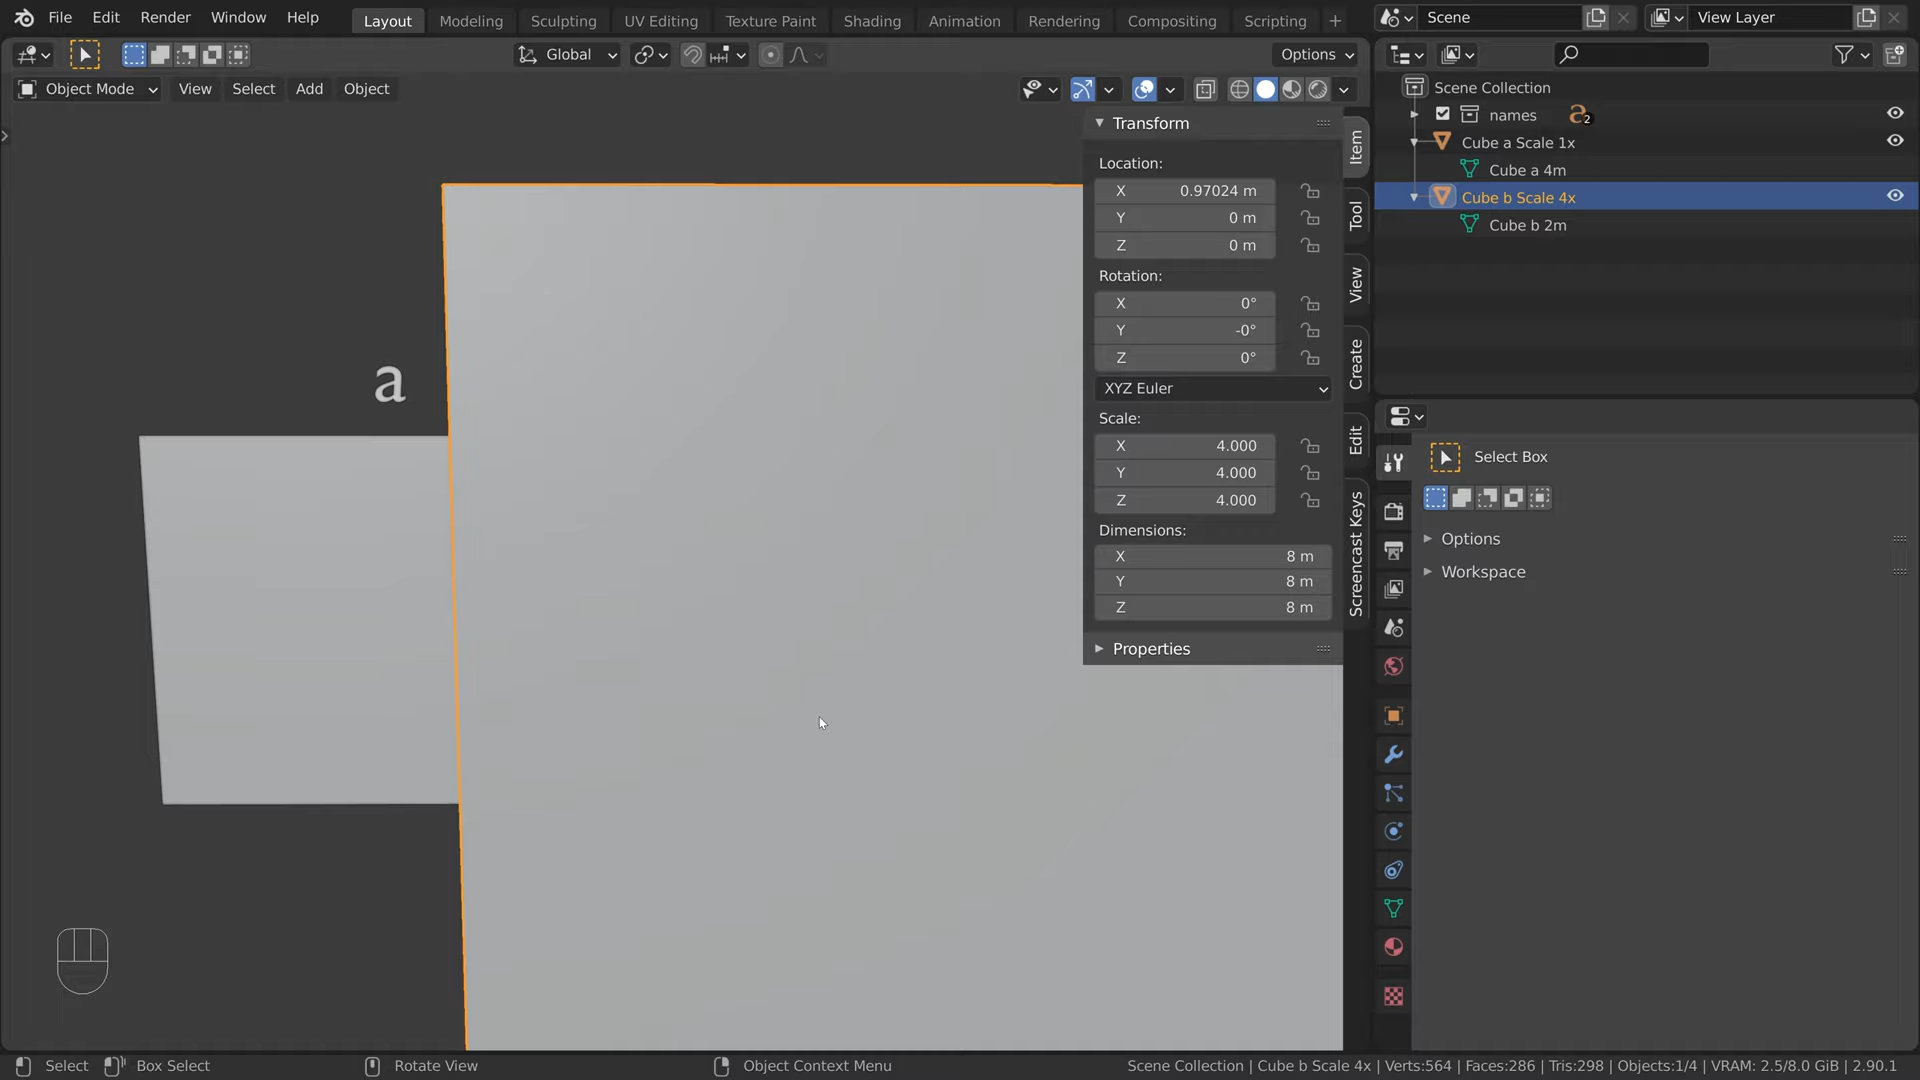 File Edit Render Window Help
Layout Modeling Sculpting UV Editing Texture Paint Shading Animation Rendering Compositing Scripting +
Scene
View Layer
Global
Options
Object Mode View Select Add Object
Transform
Location:
X 0.97024 m
Y 0 m
Z 0 m
Rotation:
X 0°
Y -0°
Z 0°
XYZ Euler
Scale:
X 4.000
Y 4.000
Z 4.000
Dimensions:
X 8 m
Y 8 m
Z 8 m
Properties
Item
Tool
View
Create
Edit
Screencast Keys
a
Scene Collection
names 2
Cube a Scale 1x
Cube a 4m
Cube b Scale 4x
Cube b 2m
Select Box
Options
Workspace
Select Box Select Rotate View Object Context Menu
Scene Collection | Cube b Scale 4x | Verts:564 | Faces:286 | Tris:298 | Objects:1/4 | VRAM: 2.5/8.0 GiB | 2.90.1